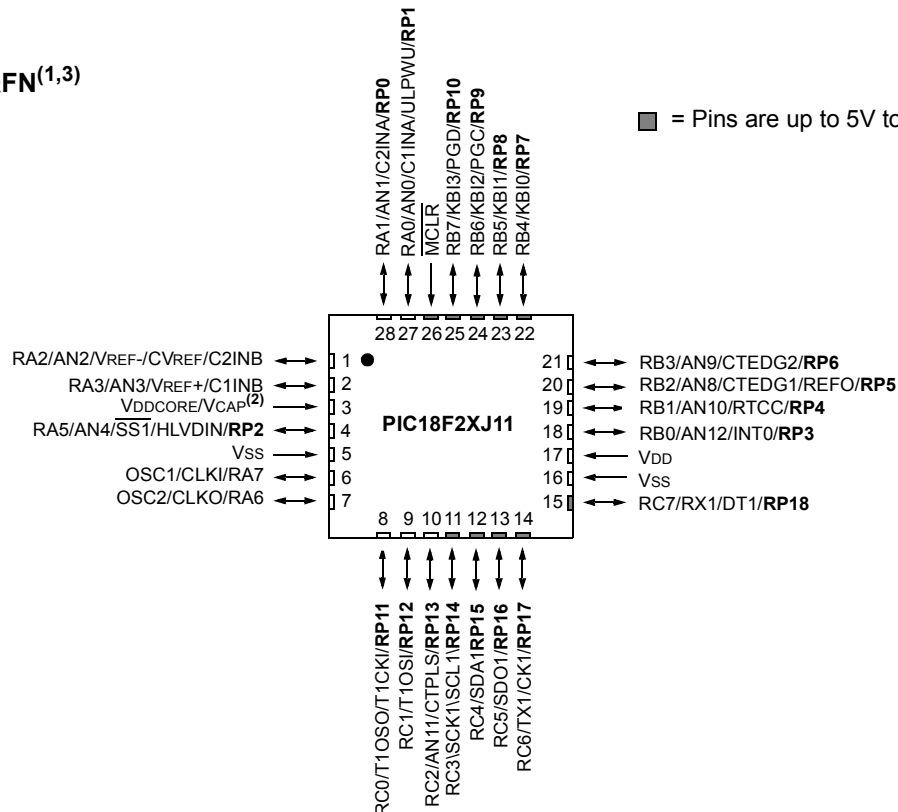 FN(1,3)
= Pins are up to 5V to
RA1/AN1/C2INA/RP0
RA0/AN0/C1INA/ULPWU/RP1
MCLR
RB7/KBI3/PGD/RP10
RB6/KBI2/PGC/RP9
RB5/KBI1/RP8
RB4/KBI0/RP7
28 27 26 25 24 23 22
RA2/AN2/VREF-/CVREF/C2INB 1
RA3/AN3/VREF+/C1INB 2
VDDCORE/VCAP(2) 3
RA5/AN4/SS1/HLVDIN/RP2 4
VSS 5
OSC1/CLKI/RA7 6
OSC2/CLKO/RA6 7
PIC18F2XJ11
21 RB3/AN9/CTEDG2/RP6
20 RB2/AN8/CTEDG1/REFO/RP5
19 RB1/AN10/RTCC/RP4
18 RB0/AN12/INT0/RP3
17 VDD
16 VSS
15 RC7/RX1/DT1/RP18
8 9 10 11 12 13 14
RC0/T1OSO/T1CKI/RP11
RC1/T1OSI/RP12
RC2/AN11/CTPLS/RP13
RC3\SCK1\SCL1\RP14
RC4/SDA1RP15
RC5/SDO1/RP16
RC6/TX1/CK1/RP17